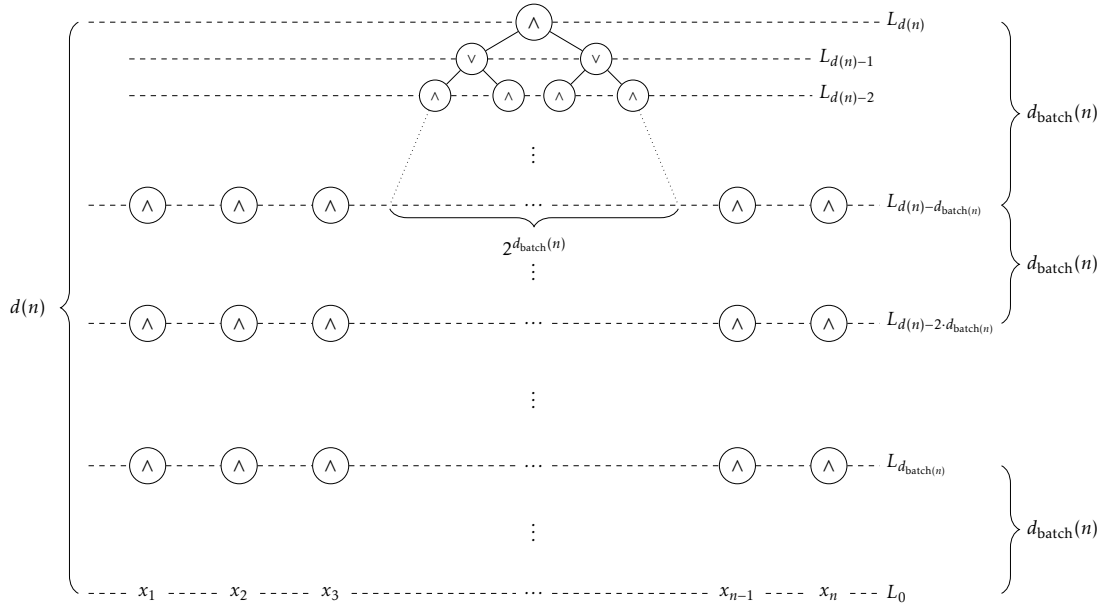 ∧ L_{d(n)}
∨ ∨ L_{d(n)−1}
∧ ∧ ∧ ∧ L_{d(n)−2}
d_{batch}(n)
⋮
∧ ∧ ∧ ⋯ ∧ ∧ L_{d(n)−d_{batch(n)}}
2^{d_{batch}(n)}
⋮ d_{batch}(n)
d(n)
∧ ∧ ∧ ⋯ ∧ ∧ L_{d(n)−2·d_{batch(n)}}
⋮
∧ ∧ ∧ ⋯ ∧ ∧ L_{d_{batch(n)}}
⋮ d_{batch}(n)
x_1 x_2 x_3 ⋯ x_{n−1} x_n L_0